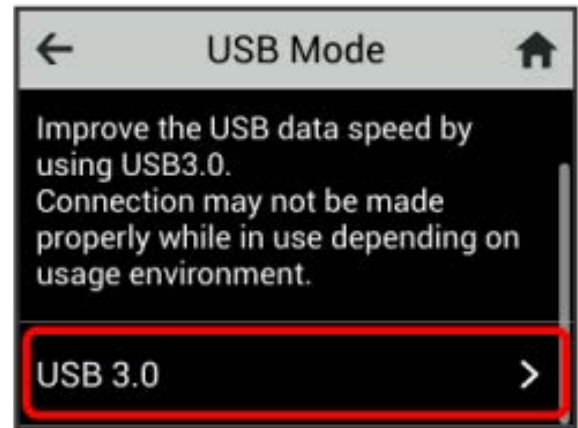 USB Mode
Improve the USB data speed by
using USB3.0.
Connection may not be made
properly while in use depending on
usage environment.
USB 3.0